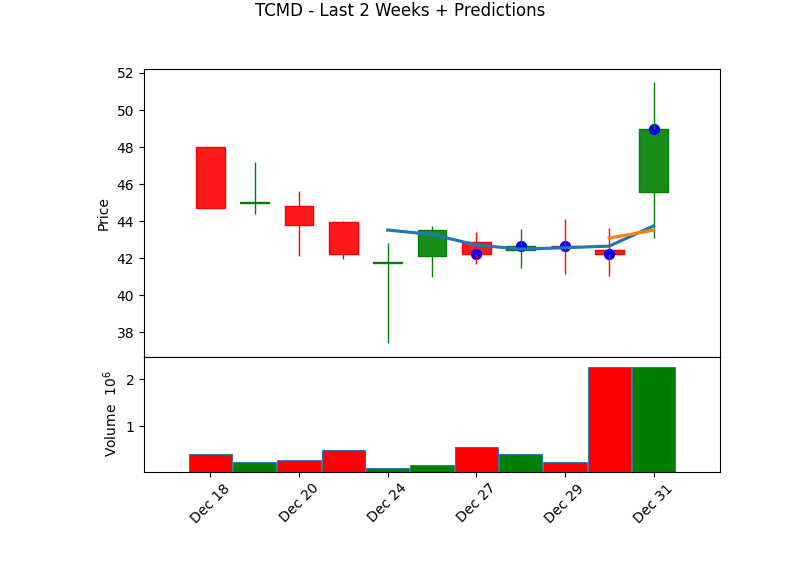 TCMD - Last 2 Weeks + Predictions
52
50
48
46
44
42
40
38
Price
2
1
Volume 10^6
Dec 18
Dec 20
Dec 24
Dec 27
Dec 29
Dec 31